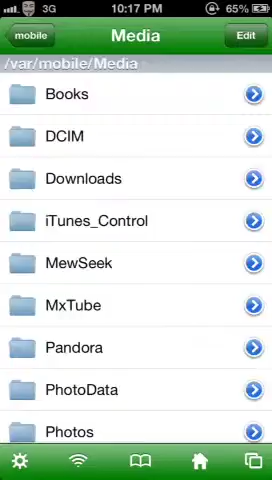 3G 10:17 PM 65%
mobile Media Edit
/var/mobile/Media
Books
DCIM
Downloads
iTunes_Control
MewSeek
MxTube
Pandora
PhotoData
Photos